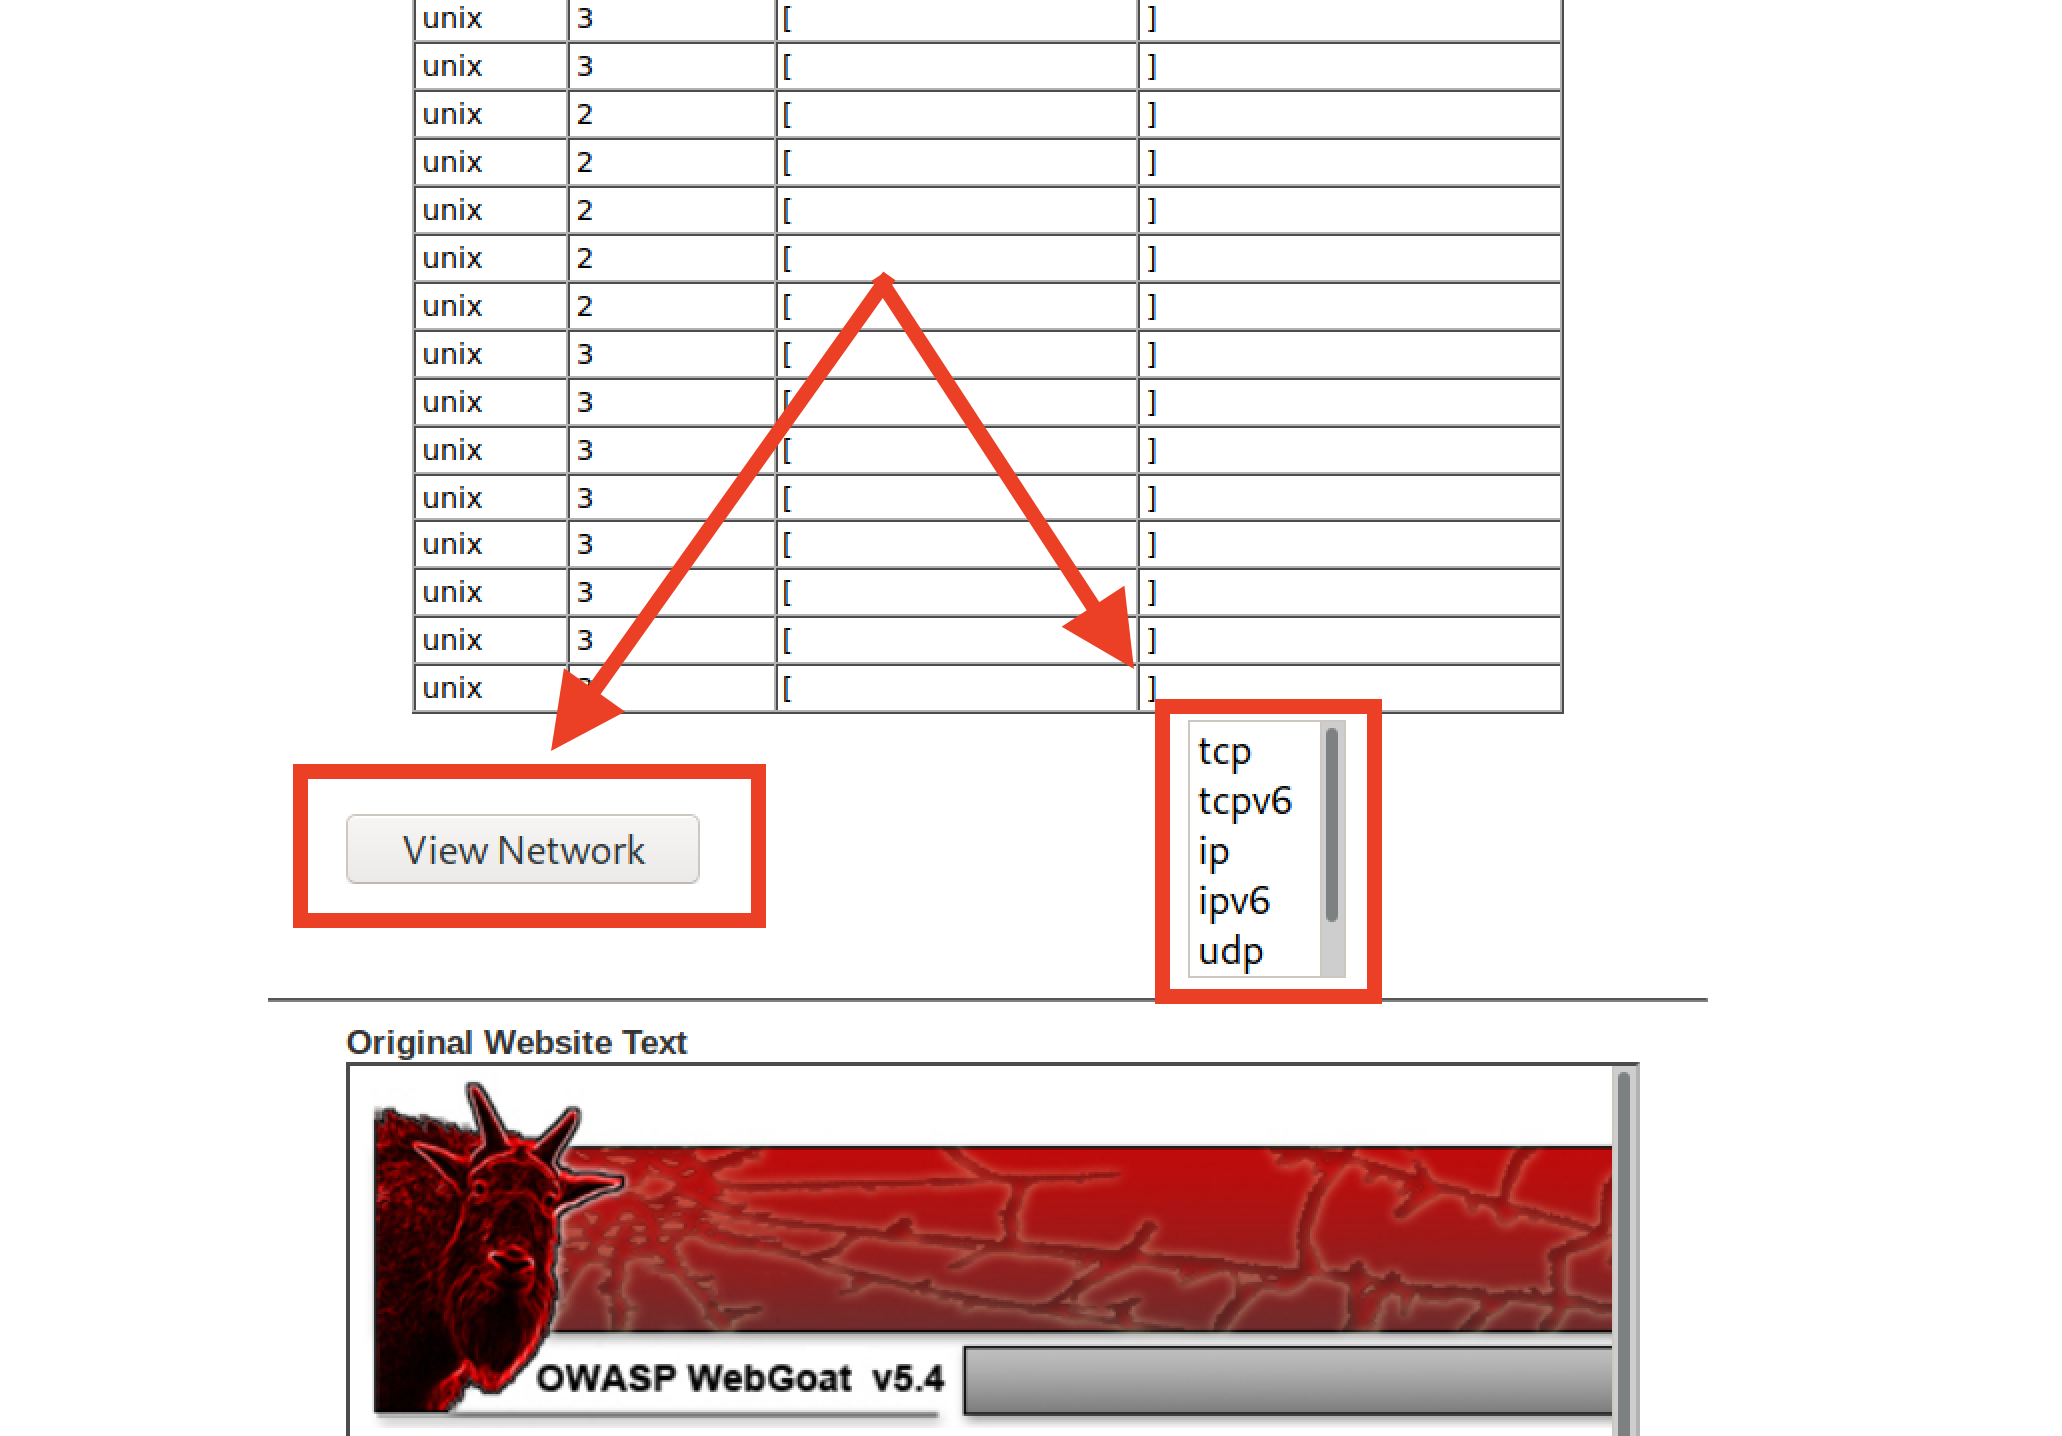 unix 3 [ ]
unix 3 [ ]
unix 2 [ ]
unix 2 [ ]
unix 2 [ ]
unix 2 [ ]
unix 2 [ ]
unix 3 [ ]
unix 3 [ ]
unix 3 [ ]
unix 3 [ ]
unix 3 [ ]
unix 3 [ ]
unix 3 [ ]
unix [ ]
View Network
tcp
tcpv6
ip
ipv6
udp
Original Website Text
OWASP WebGoat v5.4